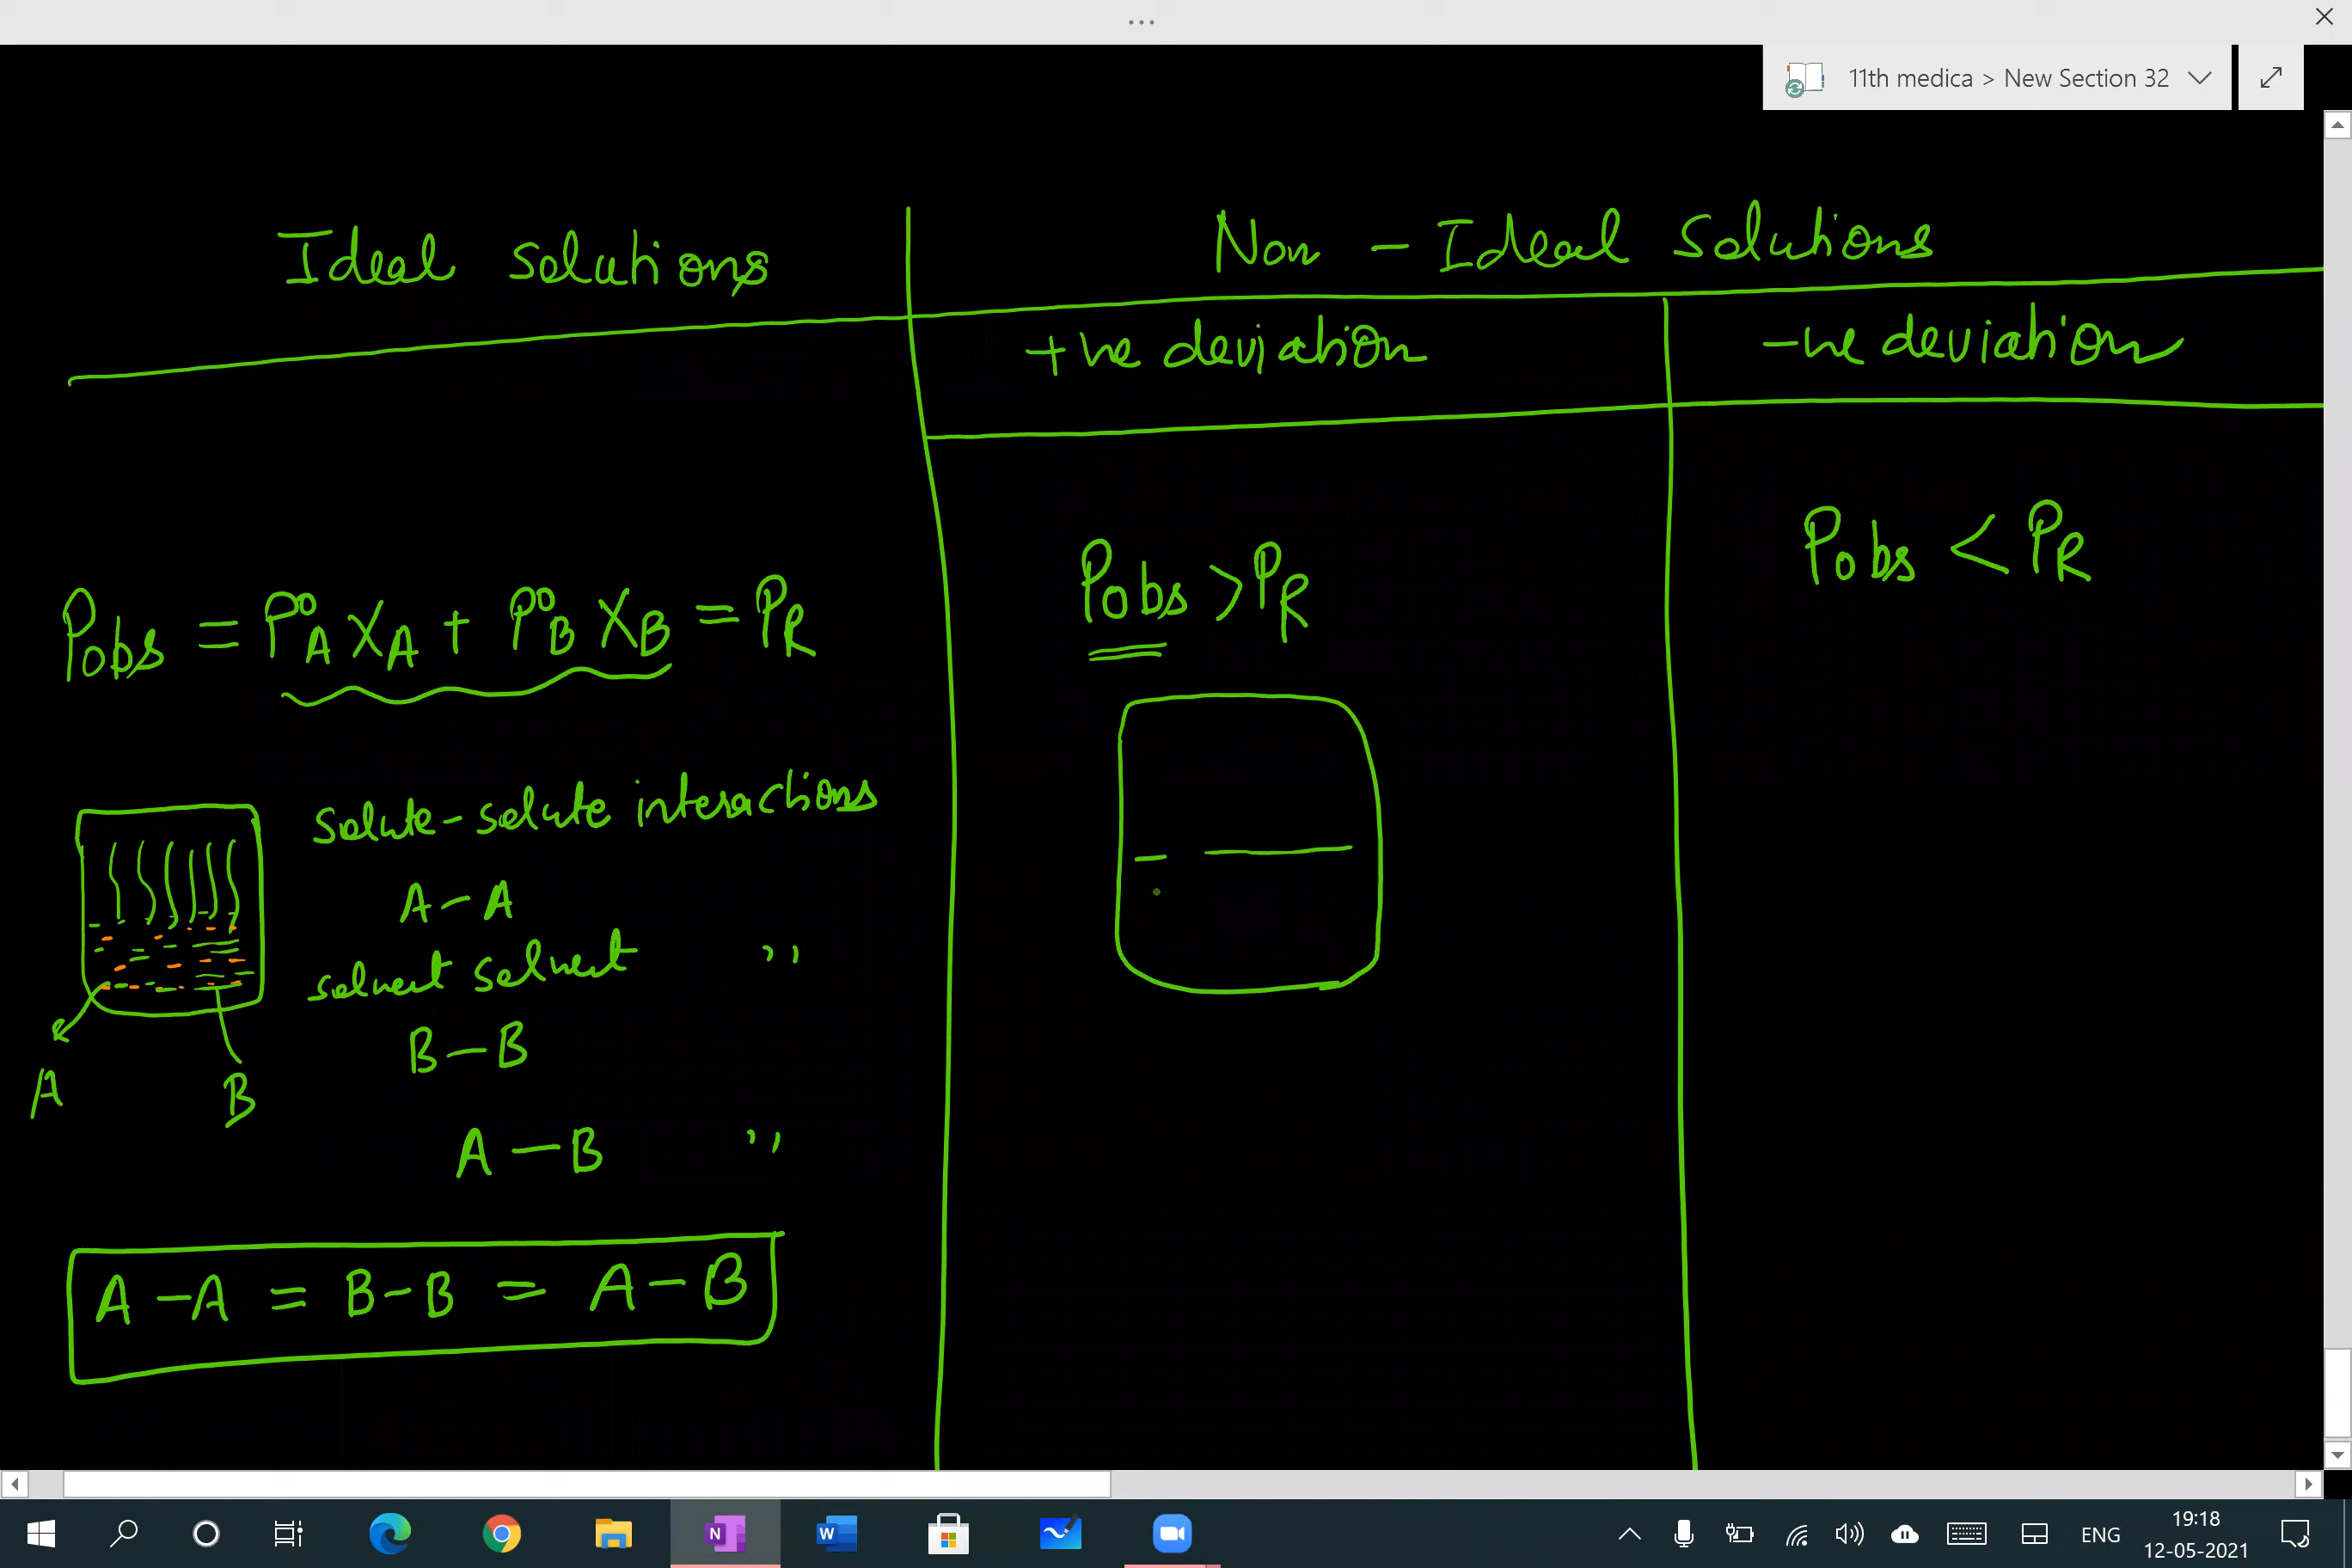 11th medica > New Section 32
Ideal solutions
Non - Ideal Solutions
+ve deviation
-ve deviation
Pobs = P°A XA + P°B XB = PR
Pobs > PR
Pobs < PR
solute-solute interactions
A - A
solvent solvent "
B - B
A B
A - B "
A - A = B - B = A - B
ENG
19:18
12-05-2021